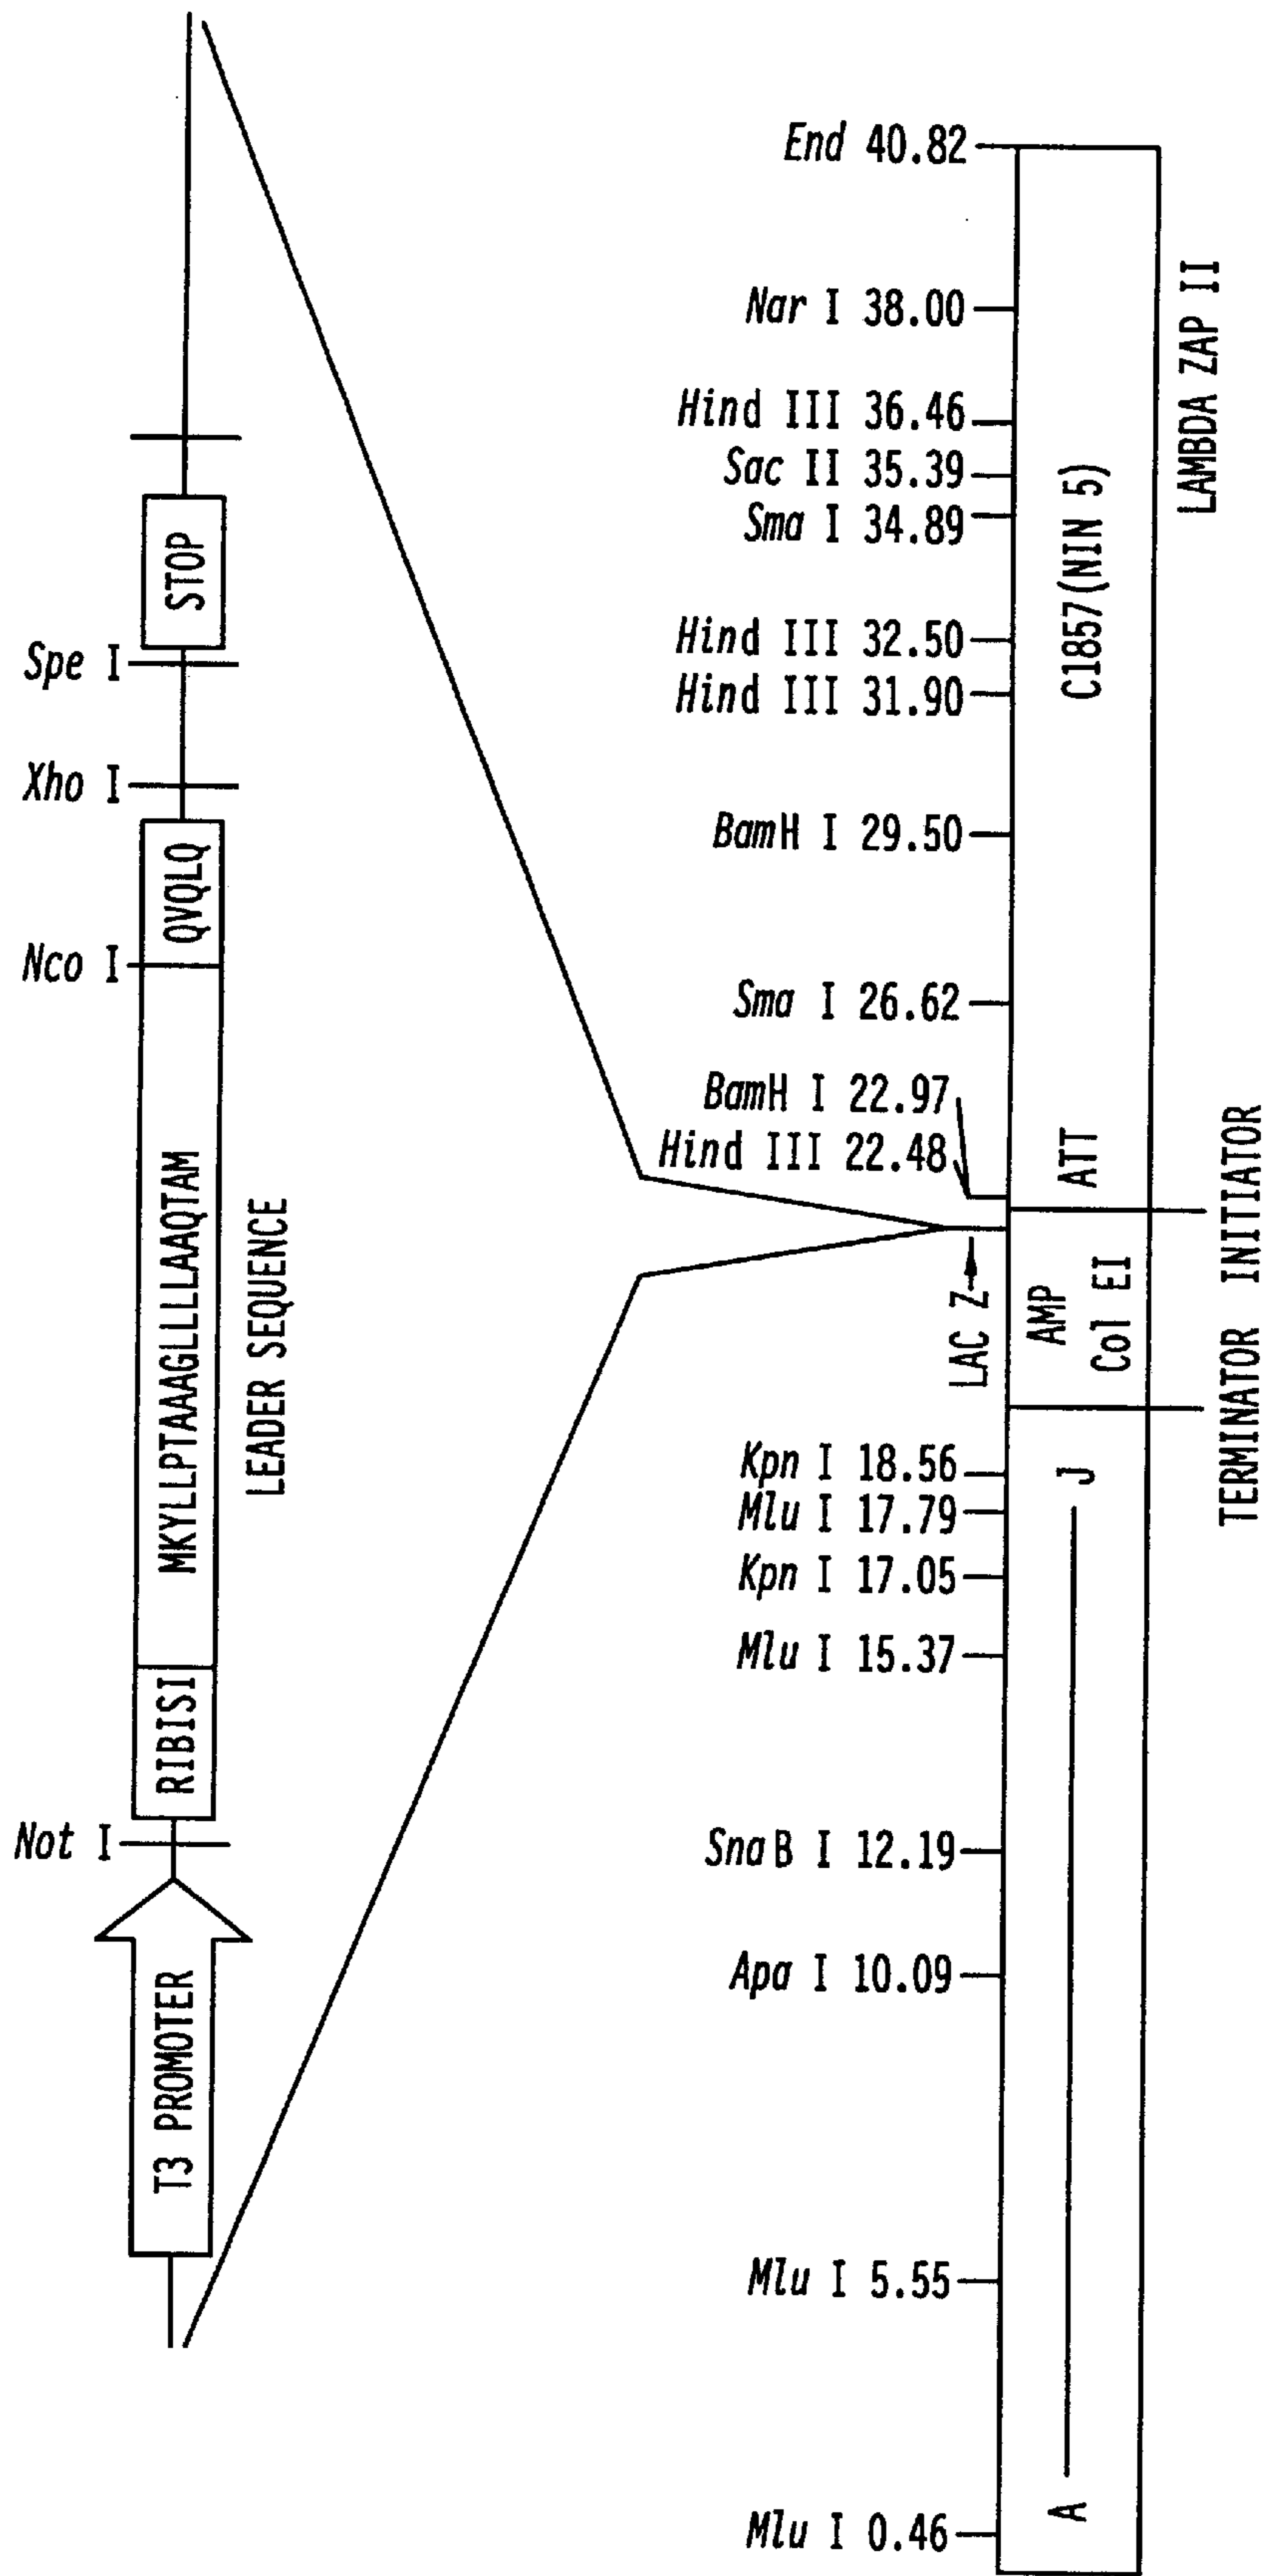 Not I
Nco I
Xho I
Spe I
T3 PROMOTER
RIBISI
MKYLLPTAAAGLLLLAAQTAM
QVQLQ
STOP
LEADER SEQUENCE
Mlu I 0.46
Mlu I 5.55
Apa I 10.09
SnaB I 12.19
Mlu I 15.37
Kpn I 17.05
Mlu I 17.79
Kpn I 18.56
LAC Z
Hind III 22.48
BamH I 22.97
Sma I 26.62
BamH I 29.50
Hind III 31.90
Hind III 32.50
Sma I 34.89
Sac II 35.39
Hind III 36.46
Nar I 38.00
End 40.82
A
J
AMP
Col EI
ATT
C1857(NIN 5)
TERMINATOR
INITIATOR
LAMBDA ZAP II